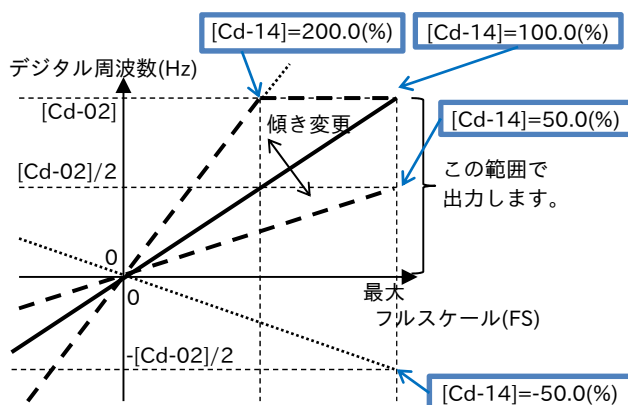 [Cd-14]=200.0(%)
[Cd-14]=100.0(%)
デジタル周波数(Hz)
[Cd-02]
傾き変更
[Cd-14]=50.0(%)
[Cd-02]/2
この範囲で
出力します。
0
0
最大
フルスケール(FS)
-[Cd-02]/2
[Cd-14]=-50.0(%)